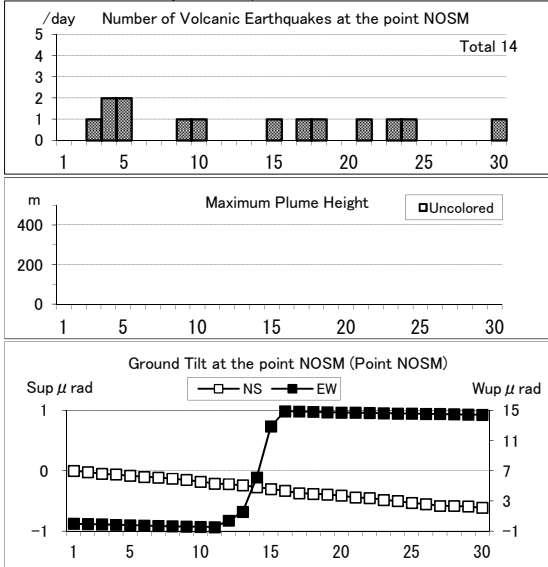 /day Number of Volcanic Earthquakes at the point NOSM
Total 14
5
4
3
2
1
0
1 5 10 15 20 25 30
m Maximum Plume Height
Uncolored
400
200
0
1 5 10 15 20 25 30
Ground Tilt at the point NOSM (Point NOSM)
Sup μ rad NS EW Wup μ rad
1 15
11
0 7
3
-1 -1
1 5 10 15 20 25 30